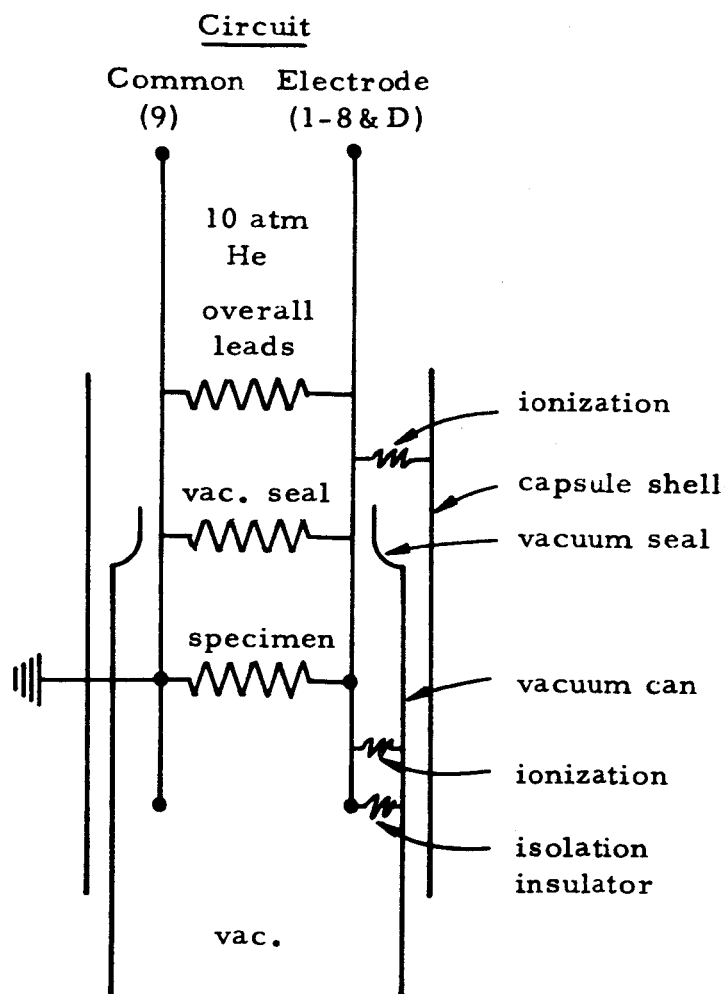 Circuit
Common Electrode
(9) (1-8 & D)
10 atm
He
overall
leads
ionization
capsule shell
vac. seal
vacuum seal
specimen
vacuum can
ionization
isolation
insulator
vac.